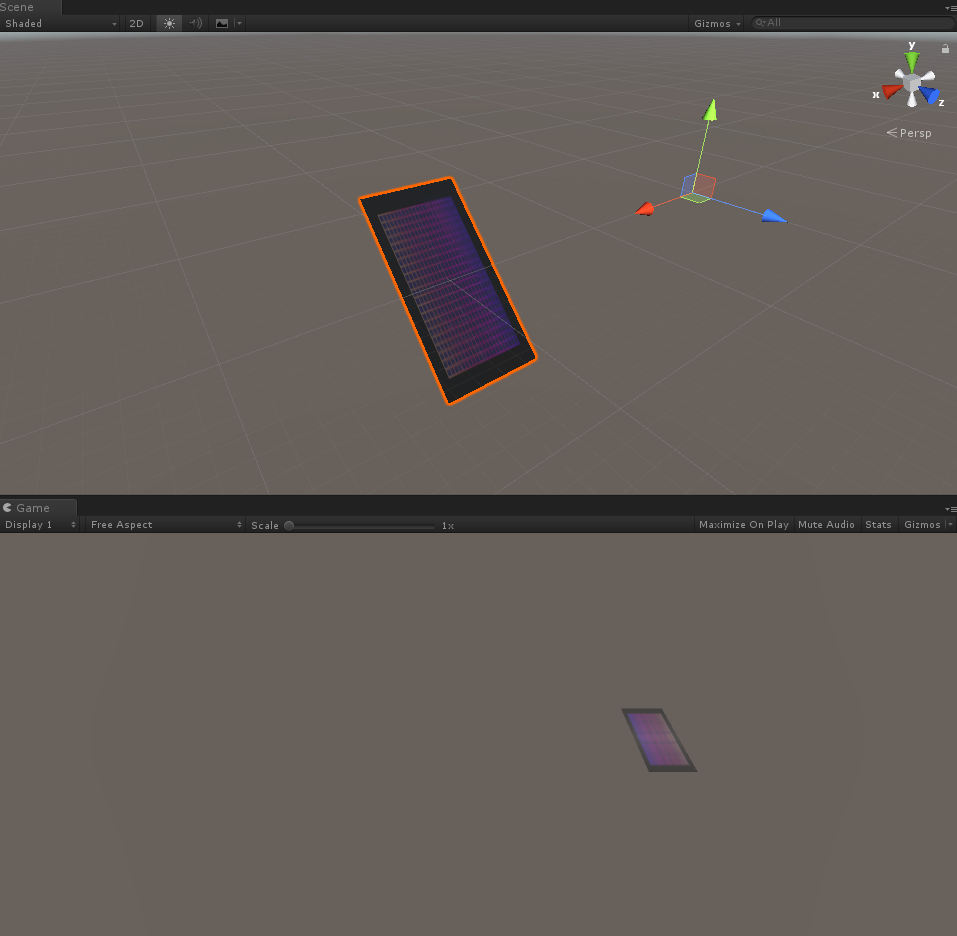 Scene
Shaded 2D Gizmos All
y
x
z
Persp
Game
Display 1 Free Aspect Scale 1x Maximize On Play Mute Audio Stats Gizmos